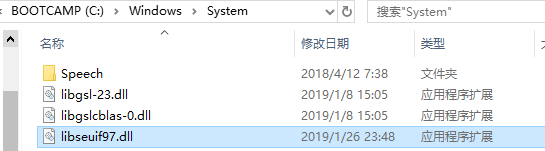 BOOTCAMP (C:) > Windows > System 搜索"System"
名称 修改日期 类型
Speech 2018/4/12 7:38 文件夹
libgsl-23.dll 2019/1/8 15:05 应用程序扩展
libgslcblas-0.dll 2019/1/8 15:05 应用程序扩展
libseuif97.dll 2019/1/26 23:48 应用程序扩展